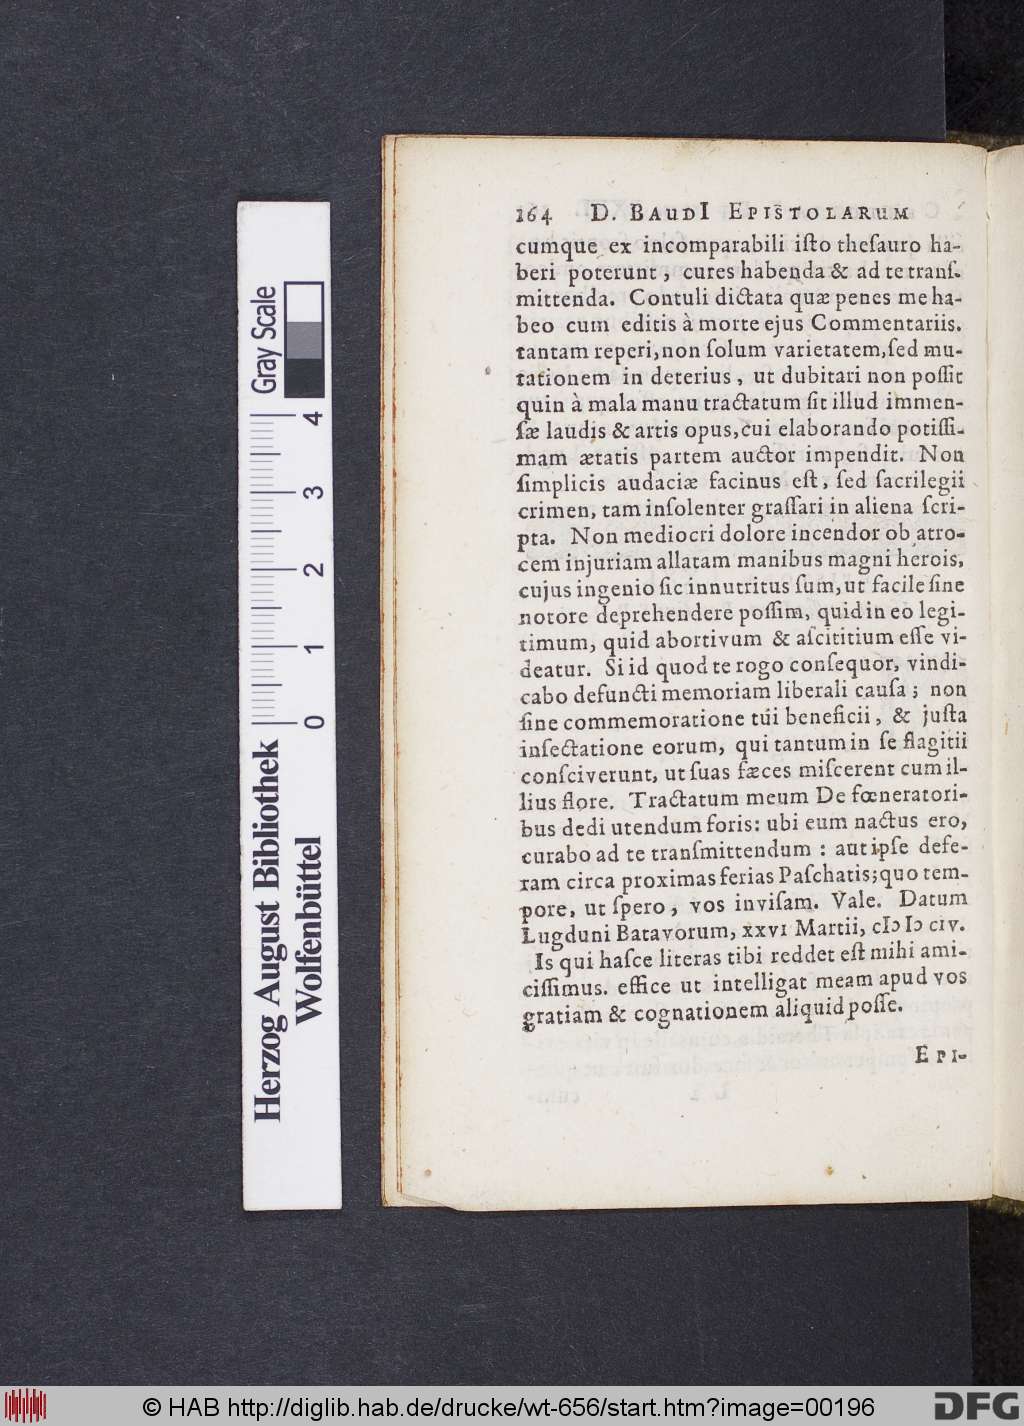 164 D. BAUDI EPISTOLARUM
cumque ex incomparabili iſto theſauro ha-
beri poterunt, cures habenda & ad te tranſ-
mittenda. Contuli dictata quæ penes me ha-
beo cum editis à morte ejus Commentariis.
tantam reperi, non ſolum varietatem, ſed mu-
tationem in deterius, ut dubitari non poſſit
quin à mala manu tractatum ſit illud immen-
ſæ laudis & artis opus, cui elaborando potiſſi-
mam ætatis partem auctor impendit. Non
ſimplicis audaciæ facinus eſt, ſed ſacrilegii
crimen, tam inſolenter graſſari in aliena ſcri-
pta. Non mediocri dolore incendor ob atro-
cem injuriam allatam manibus magni herois,
cujus ingenio ſic innutritus ſum, ut facile ſine
notore deprehendere poſſim, quid in eo legi-
timum, quid abortivum & aſcititium eſſe vi-
deatur. Si id quod te rogo conſequor, vindi-
cabo defuncti memoriam liberali cauſa; non
ſine commemoratione tui beneficii, & juſta
inſectatione eorum, qui tantum in ſe flagitii
conſciverunt, ut ſuas fæces miſcerent cum il-
lius flore. Tractatum meum De fœneratori-
bus dedi utendum foris: ubi eum nactus ero,
curabo ad te tranſmittendum: aut ipſe defe-
ram circa proximas ferias Paſchatis; quo tem-
pore, ut ſpero, vos inviſam. Vale. Datum
Lugduni Batavorum, XXVI Martii, cIↄ Iↄ CIV.
Is qui haſce literas tibi reddet eſt mihi ami-
ciſſimus. effice ut intelligat meam apud vos
gratiam & cognationem aliquid poſſe.
EPI-
Gray Scale
4
3
2
1
0
Herzog August Bibliothek
Wolfenbüttel
© HAB http://diglib.hab.de/drucke/wt-656/start.htm?image=00196
DFG